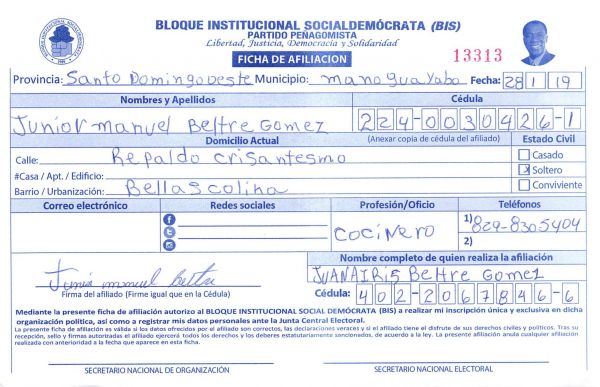 BLOQUE INSTITUCIONAL SOCIALDEMÓCRATA (BIS)
PARTIDO PEÑAGOMISTA
Libertad, Justicia, Democracia y Solidaridad
FICHA DE AFILIACION
13313
Provincia: Santo Domingo oeste Municipio: manoguayabo Fecha: 28 1 19
Nombres y Apellidos Cédula
Junior manuel Beltre Gomez 224-0030426-1
Domicilio Actual (Anexar copia de cédula del afiliado) Estado Civil
Calle: Repaldo crisantesmo Casado
#Casa / Apt. / Edificio: Soltero
Barrio / Urbanización: Bellascolina Conviviente
Correo electrónico Redes sociales Profesión/Oficio Teléfonos
cocinero 1) 829-8305404
2)
Nombre completo de quien realiza la afiliación
JUANAIRIS Beltre Gomez
Junio manuel Beltre
Firma del afiliado (Firme igual que en la Cédula) Cédula: 402-2067846-6
Mediante la presente ficha de afiliación autorizo al BLOQUE INSTITUCIONAL SOCIAL DEMÓCRATA (BIS) a realizar mi inscripción única y exclusiva en dicha
organización política, así como a registrar mis datos personales ante la Junta Central Electoral.
La presente ficha de afiliación es válida si los datos ofrecidos por el afiliado son correctos, las declaraciones veraces y si el afiliado tiene el disfrute de sus derechos civiles y políticos. Tras su
recepción, sello y firmas autorizadas el afiliado ejercerá todos los derechos y los deberes estatutariamente sancionados, de acuerdo a la ley. La presente afiliación anula cualquier afiliación
realizada con anterioridad a la fecha que aparece en esta ficha.
SECRETARIO NACIONAL DE ORGANIZACIÓN SECRETARIO NACIONAL ELECTORAL